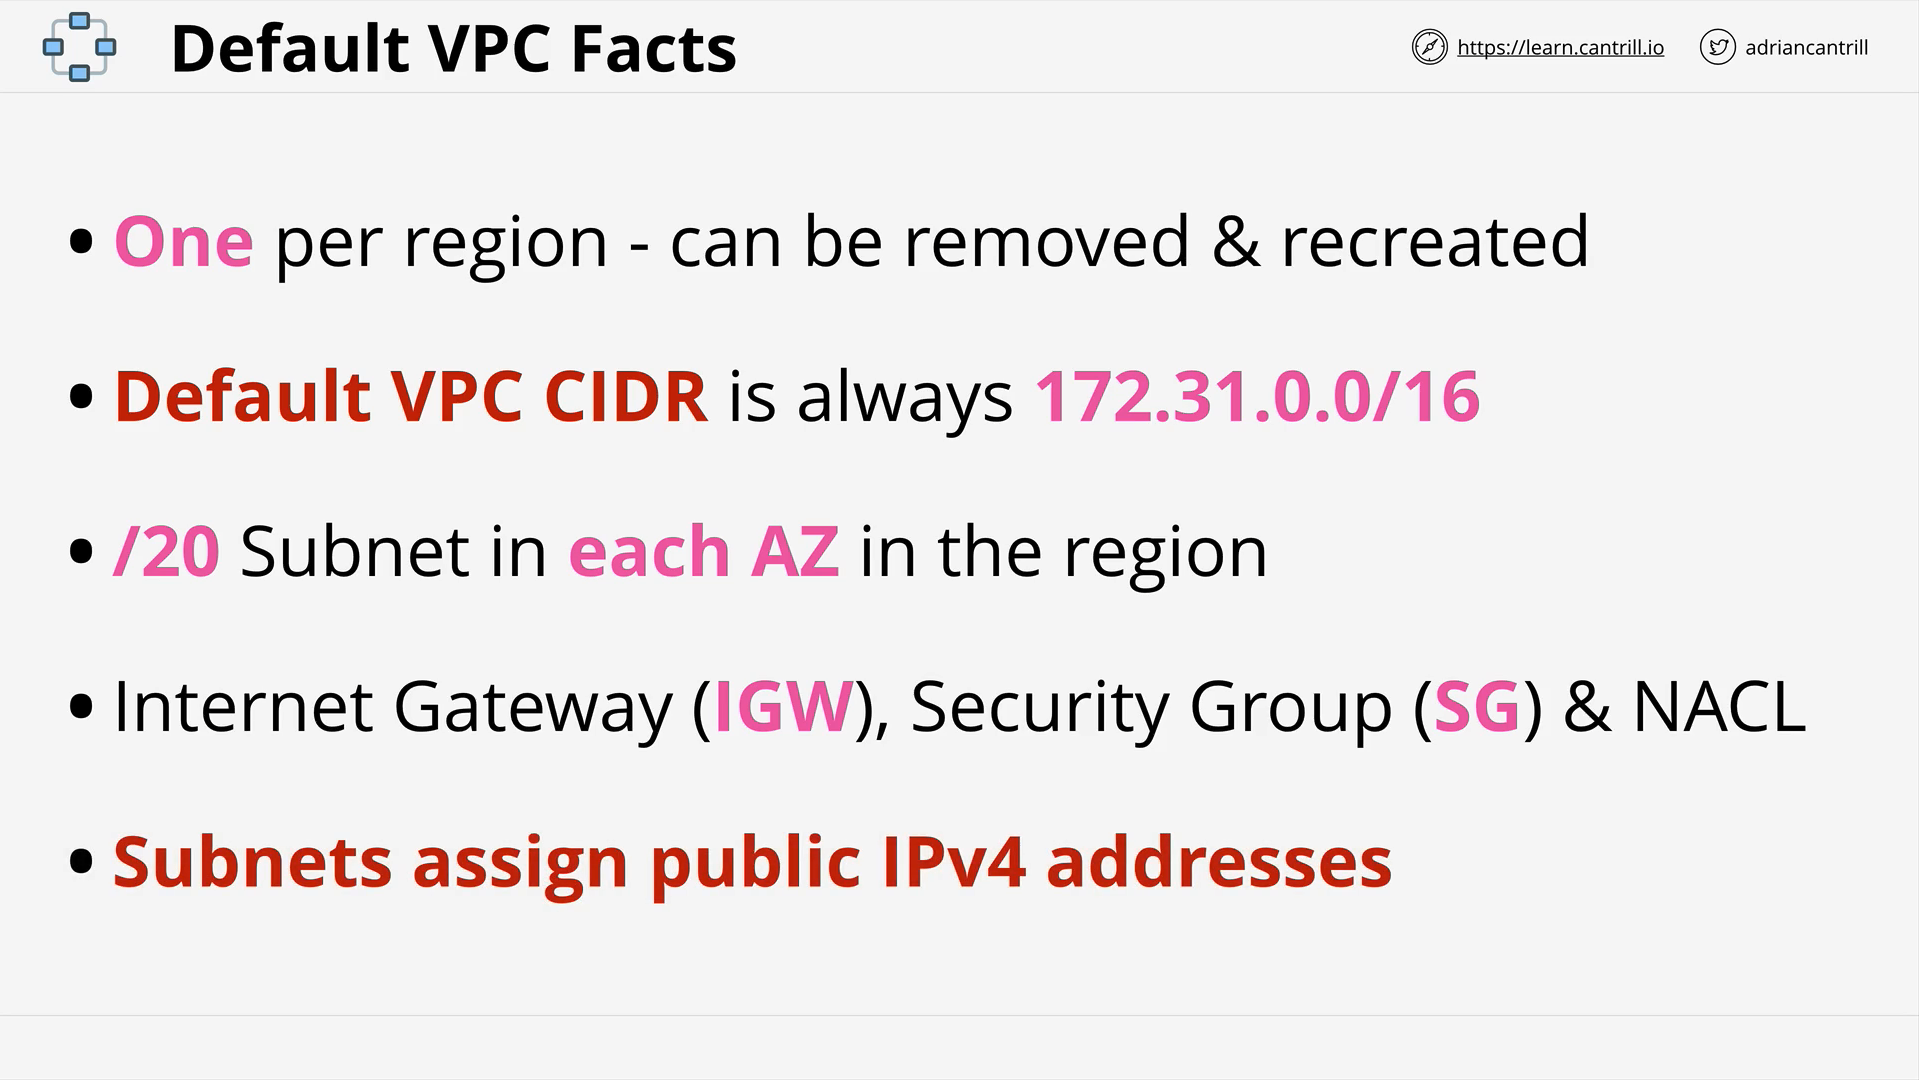 Default VPC Facts
https://learn.cantrill.io
adriancantrill
• One per region - can be removed & recreated
• Default VPC CIDR is always 172.31.0.0/16
• /20 Subnet in each AZ in the region
• Internet Gateway (IGW), Security Group (SG) & NACL
• Subnets assign public IPv4 addresses